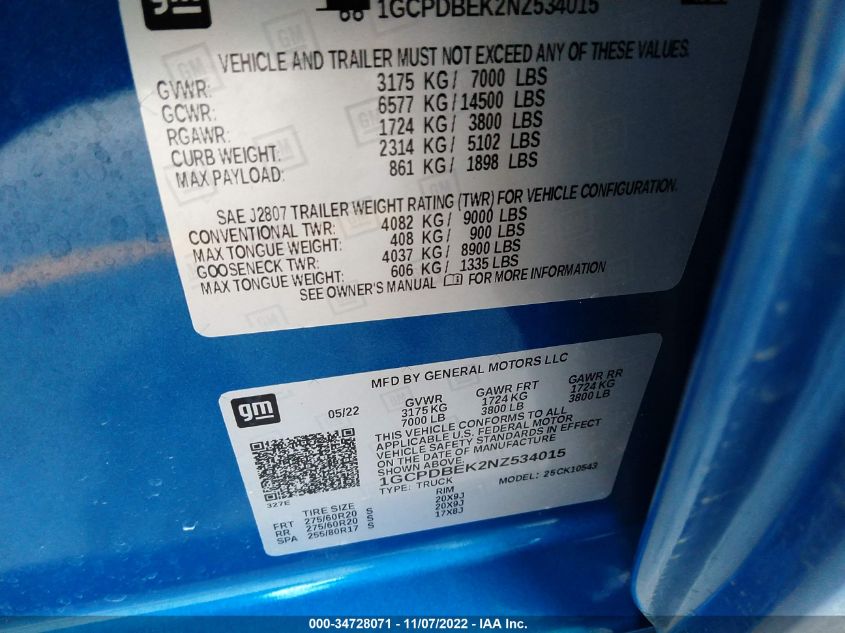 gm
1GCPDBEK2NZ534015
VEHICLE AND TRAILER MUST NOT EXCEED ANY OF THESE VALUES.
GVWR: 3175 KG/ 7000 LBS
GCWR: 6577 KG/14500 LBS
RGAWR: 1724 KG/ 3800 LBS
CURB WEIGHT: 2314 KG/ 5102 LBS
MAX PAYLOAD: 861 KG/ 1898 LBS
SAE J2807 TRAILER WEIGHT RATING (TWR) FOR VEHICLE CONFIGURATION.
CONVENTIONAL TWR: 4082 KG/ 9000 LBS
MAX TONGUE WEIGHT: 408 KG/ 900 LBS
GOOSENECK TWR: 4037 KG/ 8900 LBS
MAX TONGUE WEIGHT: 606 KG/ 1335 LBS
SEE OWNER'S MANUAL FOR MORE INFORMATION
gm
MFD BY GENERAL MOTORS LLC
05/22
GVWR GAWR FRT GAWR RR
3175 KG 1724 KG 1724 KG
7000 LB 3800 LB 3800 LB
THIS VEHICLE CONFORMS TO ALL
APPLICABLE U.S. FEDERAL MOTOR
VEHICLE SAFETY STANDARDS IN EFFECT
ON THE DATE OF MANUFACTURE
SHOWN ABOVE.
1GCPDBEK2NZ534015
TYPE: TRUCK MODEL: 25CK10543
327E
TIRE SIZE RIM
FRT 275/60R20 S 20X9J
RR 275/60R20 S 20X9J
SPA 255/80R17 S 17X8J
000-34728071 - 11/07/2022 - IAA Inc.